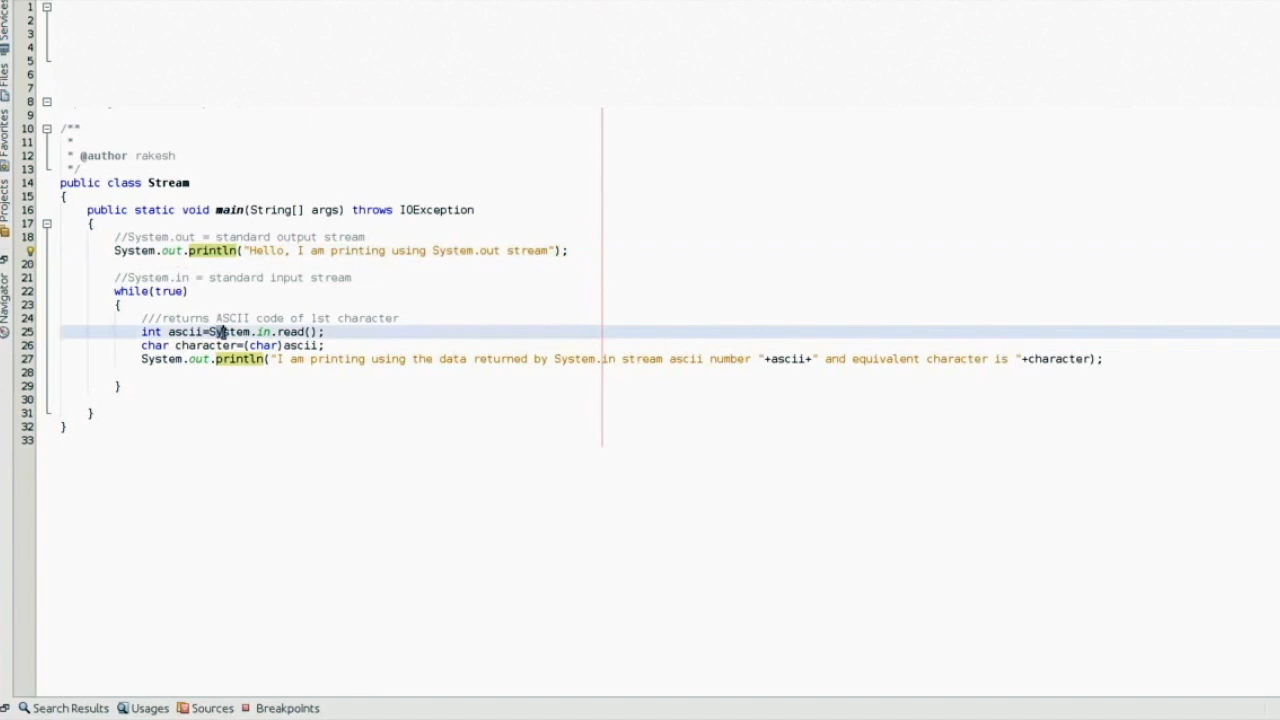 1
2
3
4
5
6
7
8
9
10 /**
11 *
12 * @author rakesh
13 */
14 public class Stream
15 {
16 public static void main(String[] args) throws IOException
17 {
18 //System.out = standard output stream
System.out.println("Hello, I am printing using System.out stream");
20
21 //System.in = standard input stream
22 while(true)
23 {
24 ///returns ASCII code of 1st character
25 int ascii=System.in.read();
26 char character=(char)ascii;
27 System.out.println("I am printing using the data returned by System.in stream ascii number "+ascii+" and equivalent character is "+character);
28
29 }
30
31 }
32 }
33
Services
Files
Favorites
Projects
Navigator
Search Results Usages Sources Breakpoints